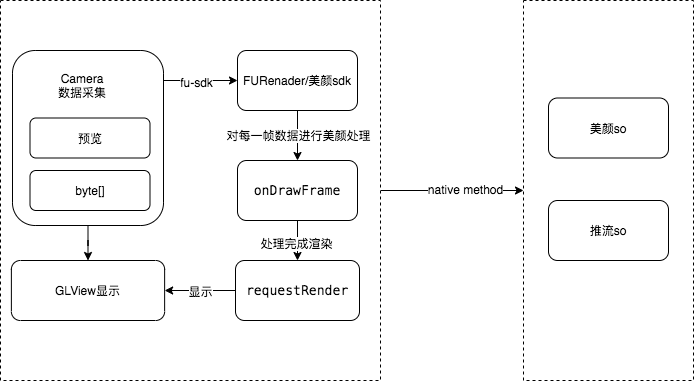 Camera
数据采集
预览
byte[]
fu-sdk
FURenader/美颜sdk
对每一帧数据进行美颜处理
onDrawFrame
处理完成渲染
requestRender
显示
GLView显示
native method
美颜so
推流so